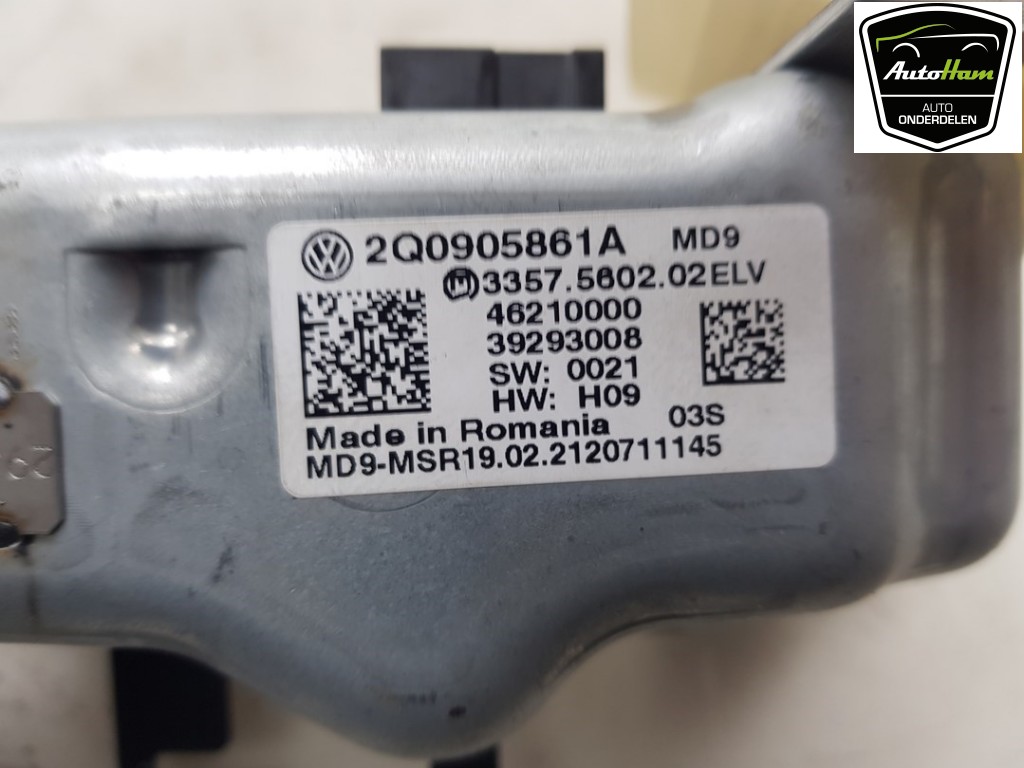 AutoHam
AUTO
ONDERDELEN
2Q0905861A MD9
3357.5602.02ELV
46210000
39293008
SW: 0021
HW: H09
03S
Made in Romania
MD9-MSR19.02.2120711145